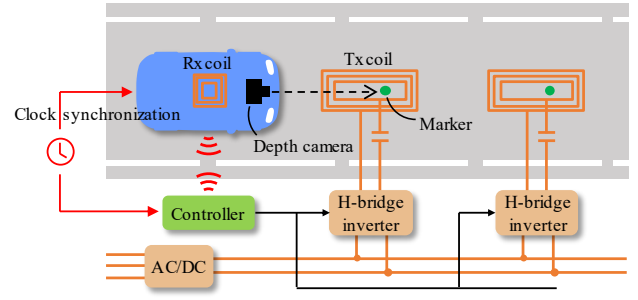 Rx coil
Tx coil
Clock synchronization
Marker
Depth camera
Controller
H-bridge
inverter
H-bridge
inverter
AC/DC